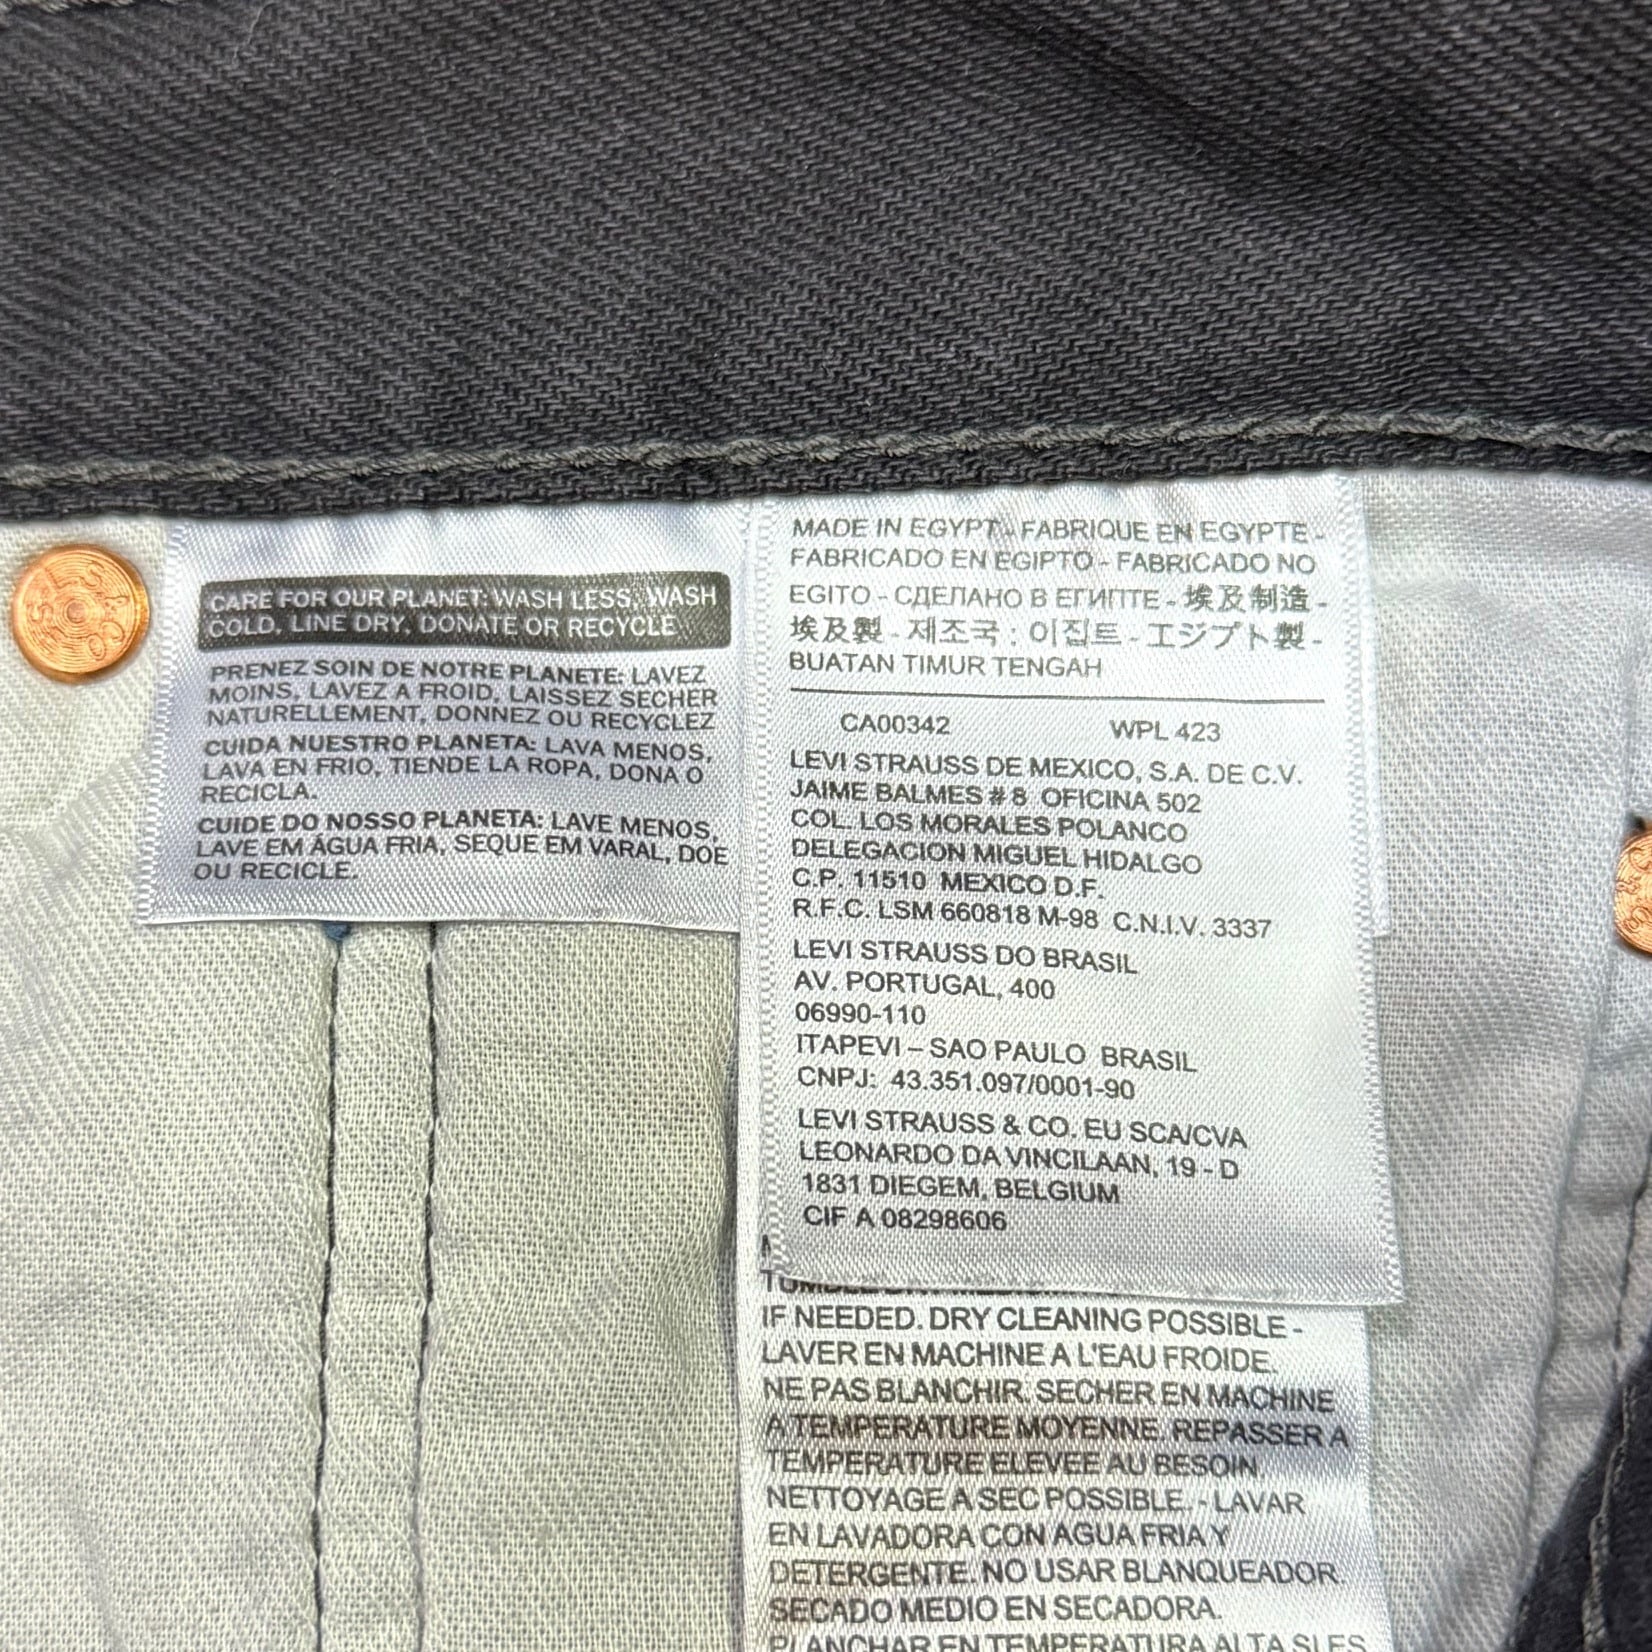 CARE FOR OUR PLANET: WASH LESS, WASH
COLD, LINE DRY, DONATE OR RECYCLE
PRENEZ SOIN DE NOTRE PLANETE: LAVEZ
MOINS, LAVEZ A FROID, LAISSEZ SECHER
NATURELLEMENT, DONNEZ OU RECYCLEZ
CUIDA NUESTRO PLANETA: LAVA MENOS,
LAVA EN FRIO, TIENDE LA ROPA, DONA O
RECICLA.
CUIDE DO NOSSO PLANETA: LAVE MENOS,
LAVE EM ÁGUA FRIA, SEQUE EM VARAL, DOE
OU RECICLE.
MADE IN EGYPT - FABRIQUE EN EGYPTE -
FABRICADO EN EGIPTO - FABRICADO NO
EGITO - СДЕЛАНО В ЕГИПТЕ - 埃及制造 -
埃及製 - 제조국 : 이집트 - エジプト製 -
BUATAN TIMUR TENGAH
CA00342 WPL 423
LEVI STRAUSS DE MEXICO, S.A. DE C.V.
JAIME BALMES # 8 OFICINA 502
COL. LOS MORALES POLANCO
DELEGACION MIGUEL HIDALGO
C.P. 11510 MEXICO D.F.
R.F.C. LSM 660818 M-98 C.N.I.V. 3337
LEVI STRAUSS DO BRASIL
AV. PORTUGAL, 400
06990-110
ITAPEVI – SAO PAULO BRASIL
CNPJ: 43.351.097/0001-90
LEVI STRAUSS & CO. EU SCA/CVA
LEONARDO DA VINCILAAN, 19 - D
1831 DIEGEM, BELGIUM
CIF A 08298606
IF NEEDED. DRY CLEANING POSSIBLE -
LAVER EN MACHINE A L'EAU FROIDE.
NE PAS BLANCHIR. SECHER EN MACHINE
A TEMPERATURE MOYENNE. REPASSER A
TEMPERATURE ELEVEE AU BESOIN.
NETTOYAGE A SEC POSSIBLE. - LAVAR
EN LAVADORA CON AGUA FRIA Y
DETERGENTE. NO USAR BLANQUEADOR.
SECADO MEDIO EN SECADORA.
PLANCHAR EN TEMPERATURA ALTA SI ES